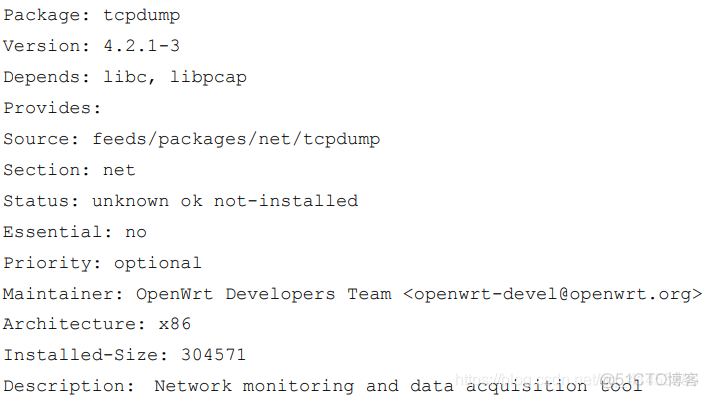 Package: tcpdump
Version: 4.2.1-3
Depends: libc, libpcap
Provides:
Source: feeds/packages/net/tcpdump
Section: net
Status: unknown ok not-installed
Essential: no
Priority: optional
Maintainer: OpenWrt Developers Team <openwrt-devel@openwrt.org>
Architecture: x86
Installed-Size: 304571
Description: Network monitoring and data acquisition tool
@51CTO博客